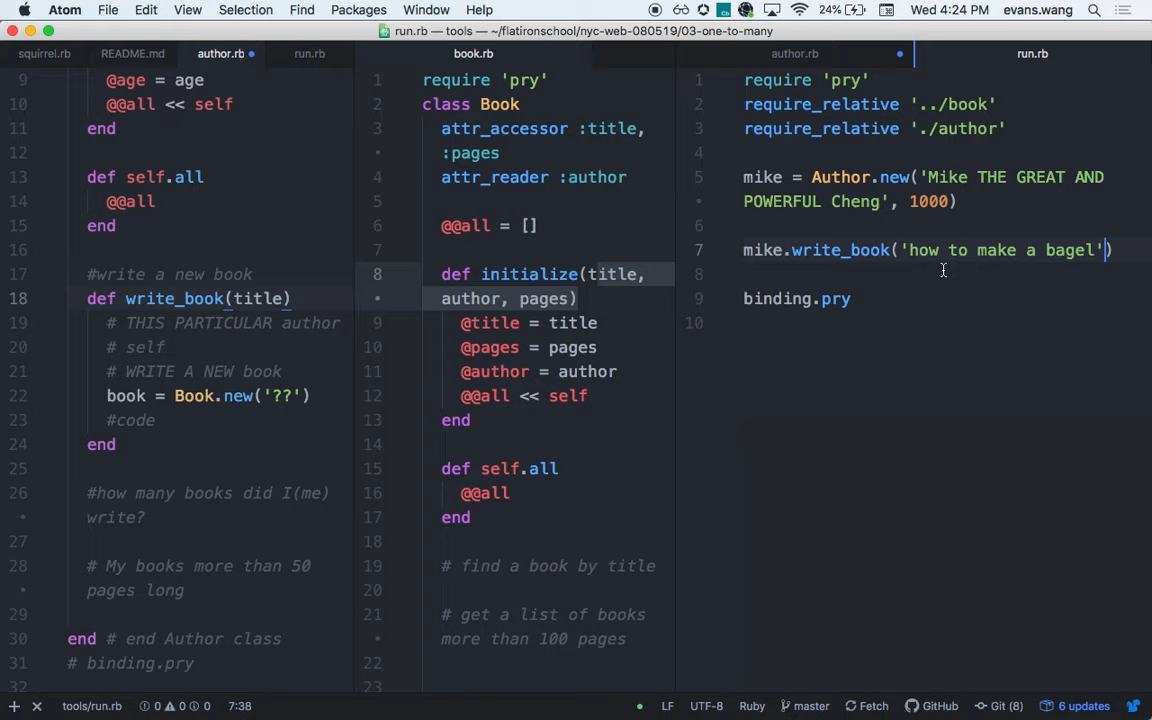 Atom File Edit View Selection Find Packages Window Help 24% Wed 4:24 PM evans.wang
run.rb — tools — ~/flatironschool/nyc-web-080519/03-one-to-many
squirrel.rb README.md author.rb run.rb book.rb author.rb run.rb
9 @age = age
10 @@all << self
11 end
12
13 def self.all
14 @@all
15 end
16
17 #write a new book
18 def write_book(title)
19 # THIS PARTICULAR author
20 # self
21 # WRITE A NEW book
22 book = Book.new('??')
23 #code
24 end
25
26 #how many books did I(me)
write?
27
28 # My books more than 50
pages long
29
30 end # end Author class
31 # binding.pry
32
1 require 'pry'
2 class Book
3 attr_accessor :title,
:pages
4 attr_reader :author
5
6 @@all = []
7
8 def initialize(title,
author, pages)
9 @title = title
10 @pages = pages
11 @author = author
12 @@all << self
13 end
14
15 def self.all
16 @@all
17 end
18
19 # find a book by title
20
21 # get a list of books
more than 100 pages
22
23
1 require 'pry'
2 require_relative '../book'
3 require_relative './author'
4
5 mike = Author.new('Mike THE GREAT AND
POWERFUL Cheng', 1000)
6
7 mike.write_book('how to make a bagel')
8
9 binding.pry
10
tools/run.rb 0 0 0 7:38 LF UTF-8 Ruby master Fetch GitHub Git (8) 6 updates